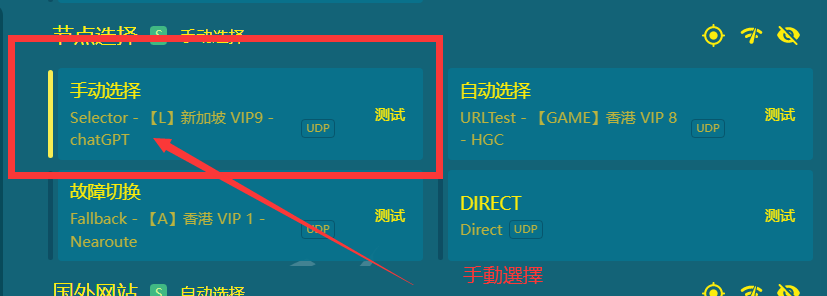 节点选择 S 手动选择
手动选择
Selector - 【L】新加坡 VIP9 -
chatGPT
UDP
测试
自动选择
URLTest - 【GAME】香港 VIP 8
- HGC
UDP
测试
故障切换
Fallback - 【A】香港 VIP 1 -
Nearoute
UDP
测试
DIRECT
Direct UDP
测试
手動選擇
国外网站 S 自动选择